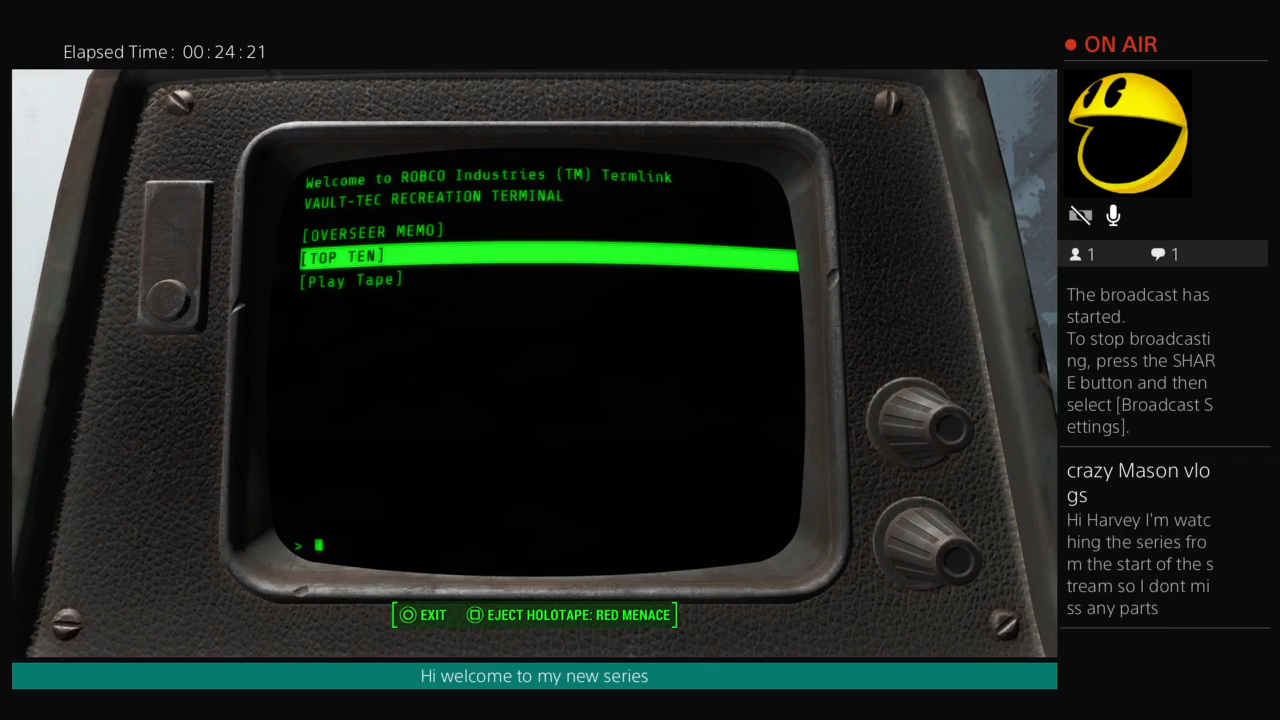 Elapsed Time: 00:24:21
ON AIR
Welcome to ROBCO Industries (TM) Termlink
VAULT-TEC RECREATION TERMINAL
[OVERSEER MEMO]
[TOP TEN]
[Play Tape]
>
EXIT EJECT HOLOTAPE: RED MENACE
Hi welcome to my new series
1 1
The broadcast has
started.
To stop broadcasti
ng, press the SHAR
E button and then
select [Broadcast S
ettings].
crazy Mason vlo
gs
Hi Harvey I'm watc
hing the series fro
m the start of the s
tream so I dont mi
ss any parts